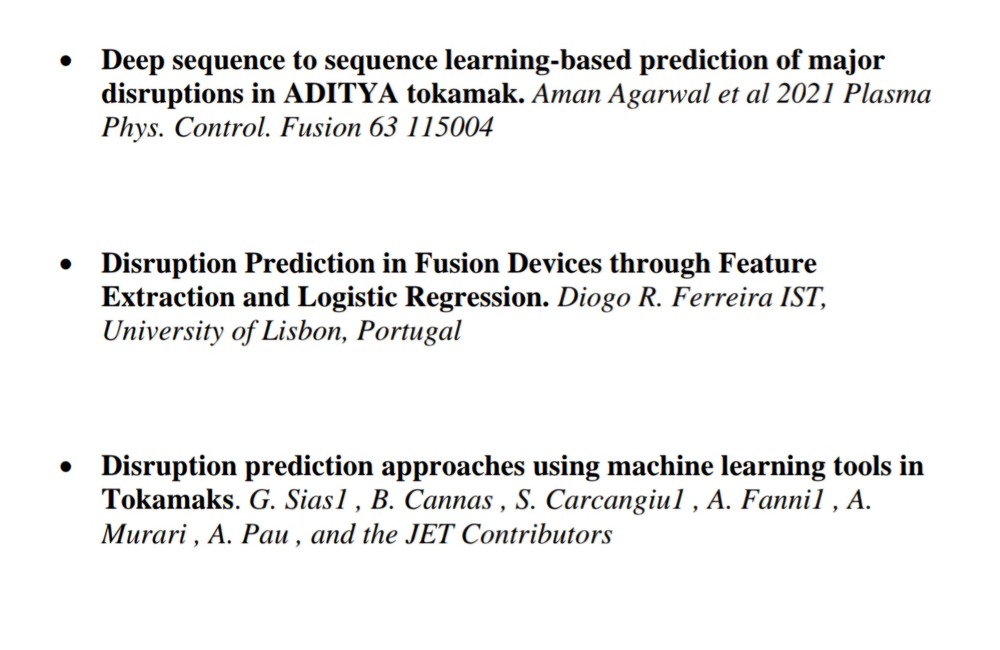 • Deep sequence to sequence learning-based prediction of major
disruptions in ADITYA tokamak. Aman Agarwal et al 2021 Plasma
Phys. Control. Fusion 63 115004
• Disruption Prediction in Fusion Devices through Feature
Extraction and Logistic Regression. Diogo R. Ferreira IST,
University of Lisbon, Portugal
• Disruption prediction approaches using machine learning tools in
Tokamaks. G. Sias1 , B. Cannas , S. Carcangiu1 , A. Fanni1 , A.
Murari , A. Pau , and the JET Contributors